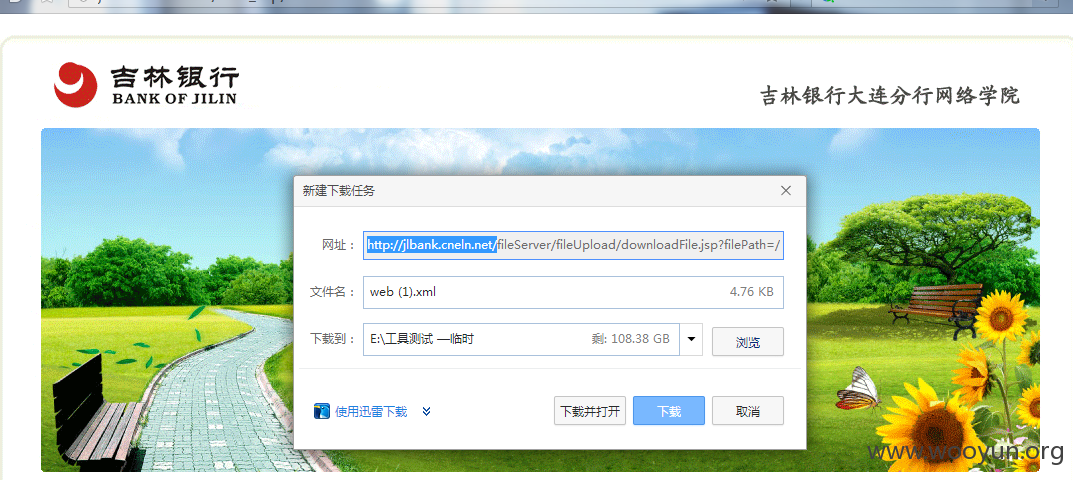 吉林银行
BANK OF JILIN
吉林银行大连分行网络学院
新建下载任务
网址： http://jlbank.cneln.net/fileServer/fileUpload/downloadFile.jsp?filePath=/
文件名： web (1).xml 4.76 KB
下载到： E:\工具测试 —临时 剩: 108.38 GB 浏览
使用迅雷下载 下载并打开 下载 取消
www.wooyun.org